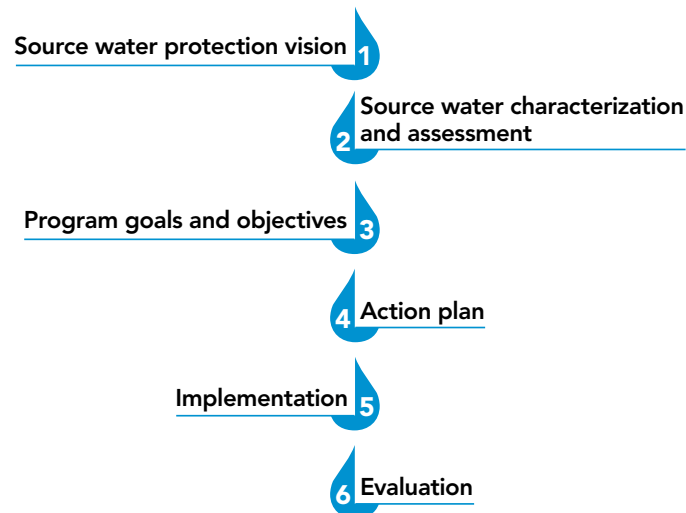 Source water protection vision 1
2 Source water characterization
and assessment
Program goals and objectives 3
4 Action plan
Implementation 5
6 Evaluation